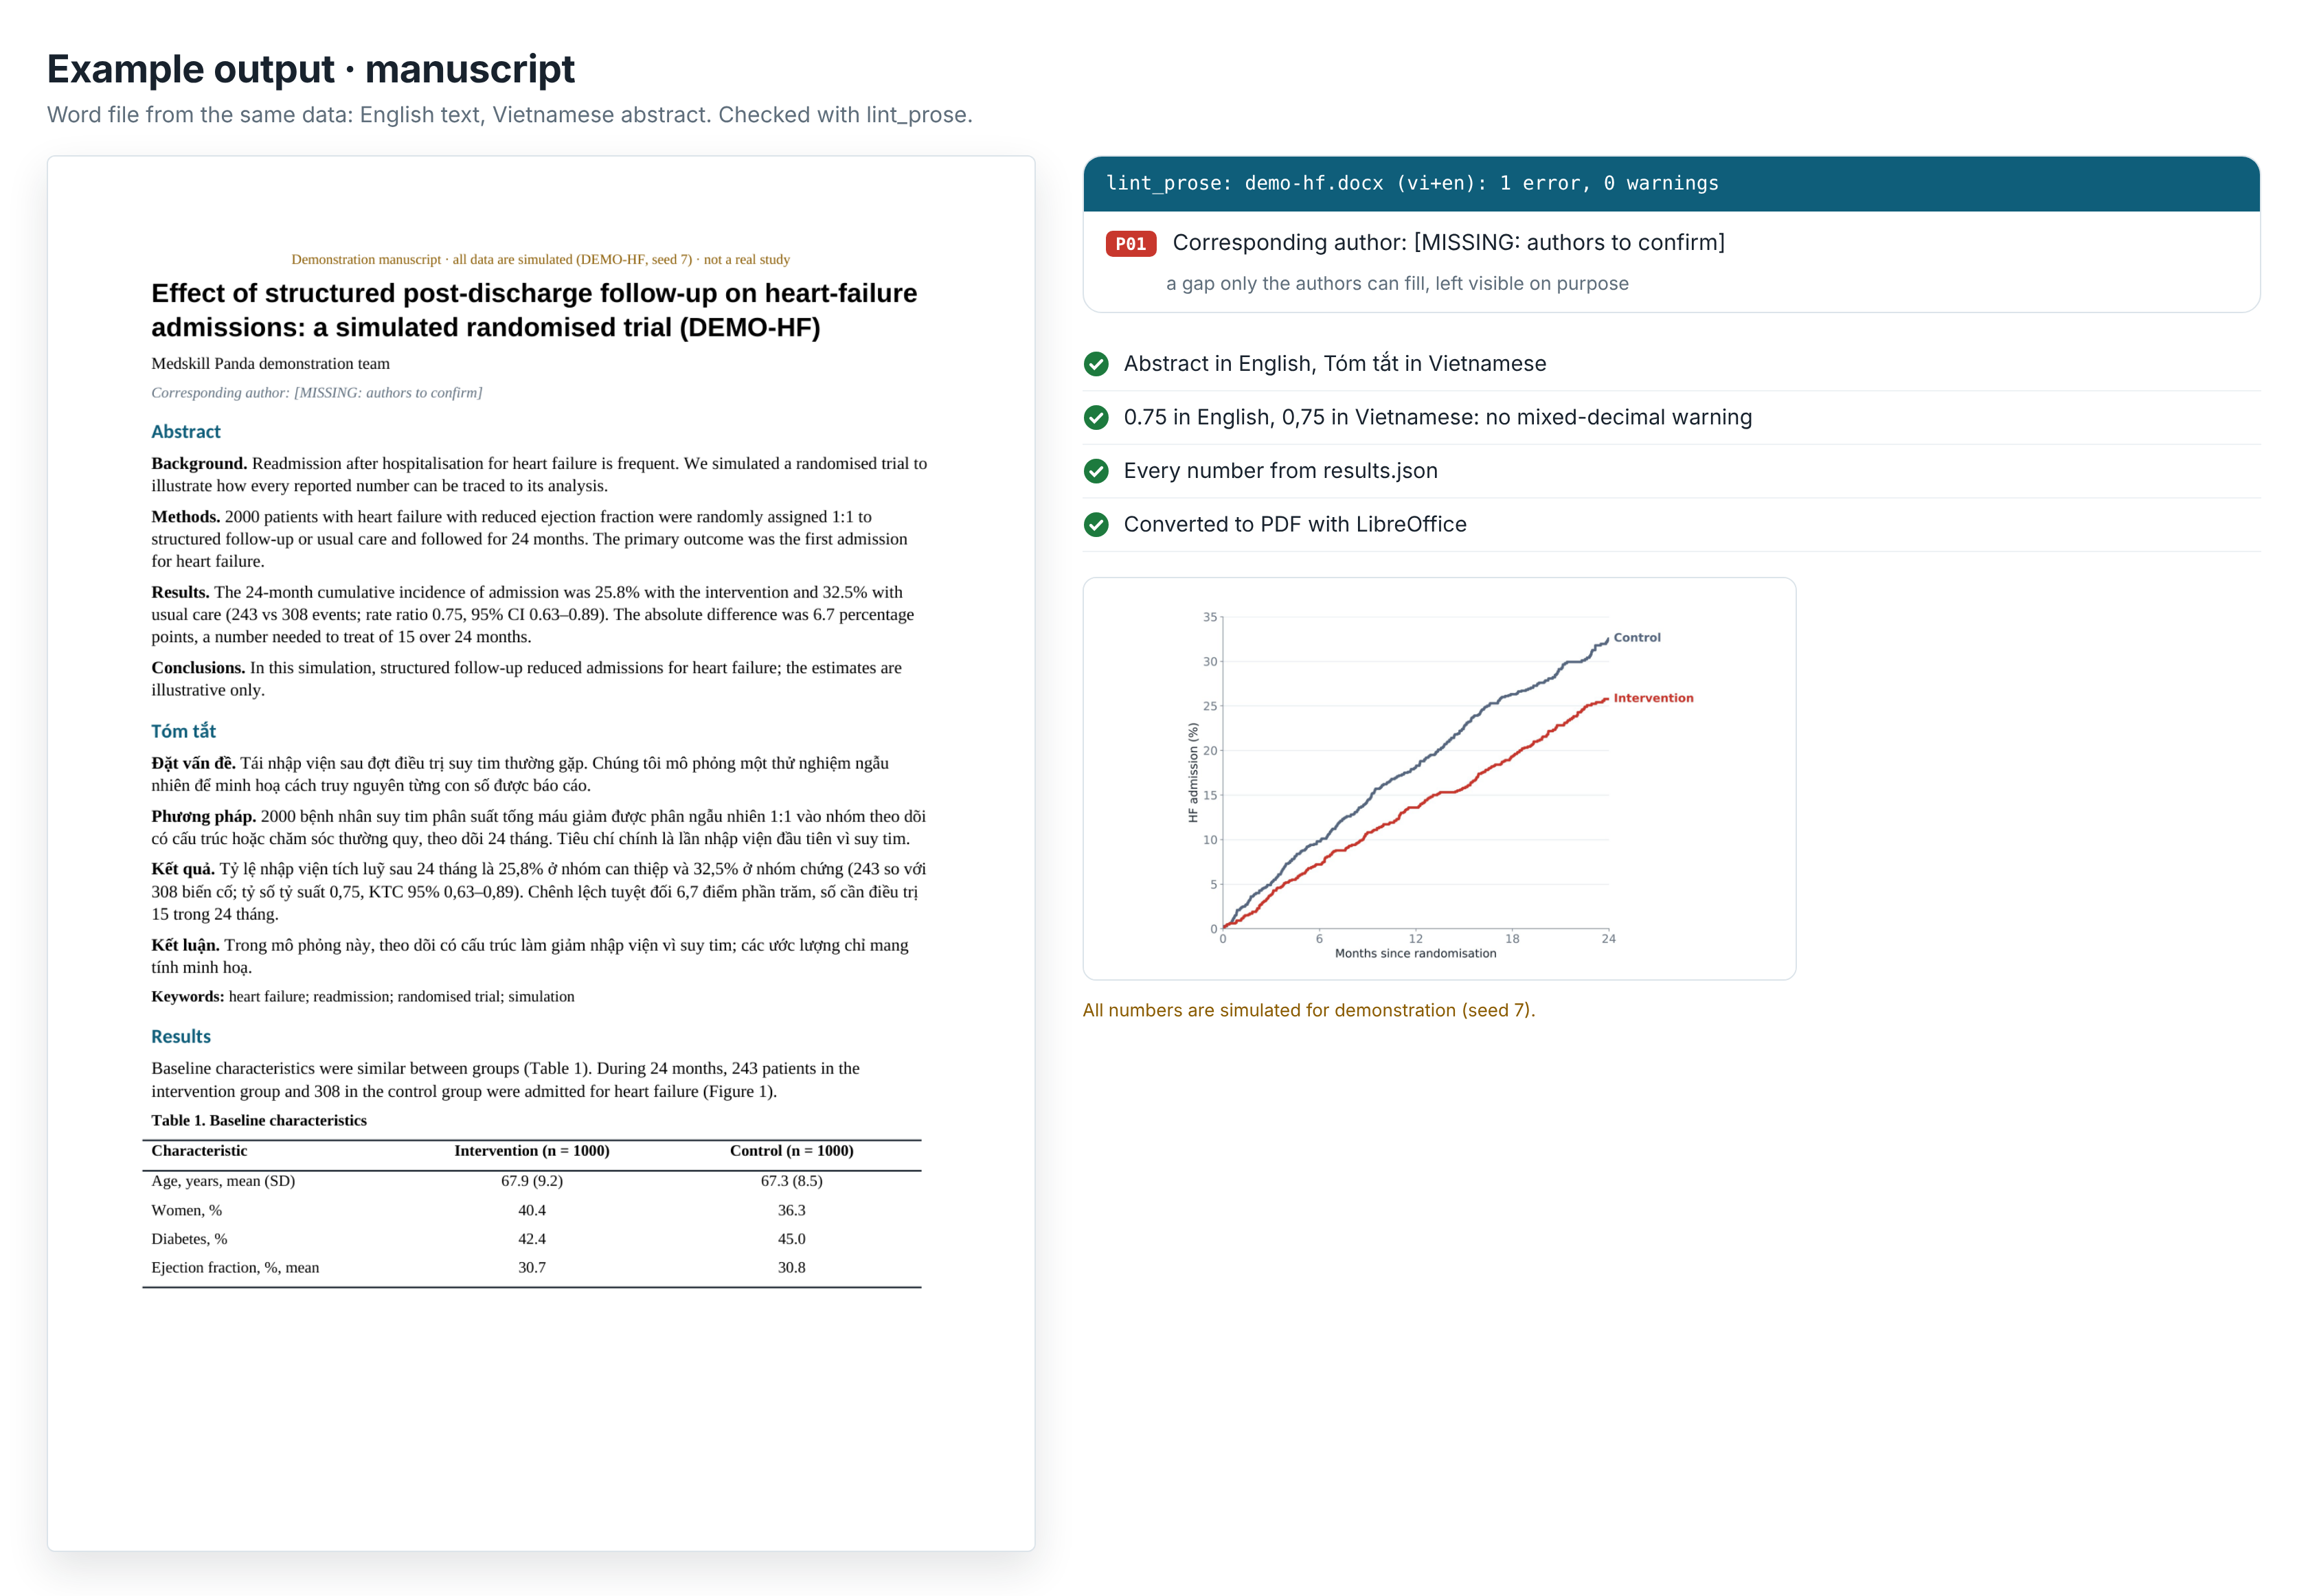 Example output · manuscript
Word file from the same data: English text, Vietnamese abstract. Checked with lint_prose.
Demonstration manuscript · all data are simulated (DEMO-HF, seed 7) · not a real study
Effect of structured post-discharge follow-up on heart-failure
admissions: a simulated randomised trial (DEMO-HF)
Medskill Panda demonstration team
Corresponding author: [MISSING: authors to confirm]
Abstract
Background. Readmission after hospitalisation for heart failure is frequent. We simulated a randomised trial to
illustrate how every reported number can be traced to its analysis.
Methods. 2000 patients with heart failure with reduced ejection fraction were randomly assigned 1:1 to
structured follow-up or usual care and followed for 24 months. The primary outcome was the first admission
for heart failure.
Results. The 24-month cumulative incidence of admission was 25.8% with the intervention and 32.5% with
usual care (243 vs 308 events; rate ratio 0.75, 95% CI 0.63–0.89). The absolute difference was 6.7 percentage
points, a number needed to treat of 15 over 24 months.
Conclusions. In this simulation, structured follow-up reduced admissions for heart failure; the estimates are
illustrative only.
Tóm tắt
Đặt vấn đề. Tái nhập viện sau đợt điều trị suy tim thường gặp. Chúng tôi mô phỏng một thử nghiệm ngẫu
nhiên để minh hoạ cách truy nguyên từng con số được báo cáo.
Phương pháp. 2000 bệnh nhân suy tim phân suất tống máu giảm được phân ngẫu nhiên 1:1 vào nhóm theo dõi
có cấu trúc hoặc chăm sóc thường quy, theo dõi 24 tháng. Tiêu chí chính là lần nhập viện đầu tiên vì suy tim.
Kết quả. Tỷ lệ nhập viện tích luỹ sau 24 tháng là 25,8% ở nhóm can thiệp và 32,5% ở nhóm chứng (243 so với
308 biến cố; tỷ số tỷ suất 0,75, KTC 95% 0,63–0,89). Chênh lệch tuyệt đối 6,7 điểm phần trăm, số cần điều trị
15 trong 24 tháng.
Kết luận. Trong mô phỏng này, theo dõi có cấu trúc làm giảm nhập viện vì suy tim; các ước lượng chỉ mang
tính minh hoạ.
Keywords: heart failure; readmission; randomised trial; simulation
Results
Baseline characteristics were similar between groups (Table 1). During 24 months, 243 patients in the
intervention group and 308 in the control group were admitted for heart failure (Figure 1).
Table 1. Baseline characteristics
Characteristic Intervention (n = 1000) Control (n = 1000)
Age, years, mean (SD) 67.9 (9.2) 67.3 (8.5)
Women, % 40.4 36.3
Diabetes, % 42.4 45.0
Ejection fraction, %, mean 30.7 30.8
lint_prose: demo-hf.docx (vi+en): 1 error, 0 warnings
P01 Corresponding author: [MISSING: authors to confirm]
a gap only the authors can fill, left visible on purpose
Abstract in English, Tóm tắt in Vietnamese
0.75 in English, 0,75 in Vietnamese: no mixed-decimal warning
Every number from results.json
Converted to PDF with LibreOffice
35
30
25
20
15
10
5
0
HF admission (%)
Control
Intervention
0 6 12 18 24
Months since randomisation
All numbers are simulated for demonstration (seed 7).